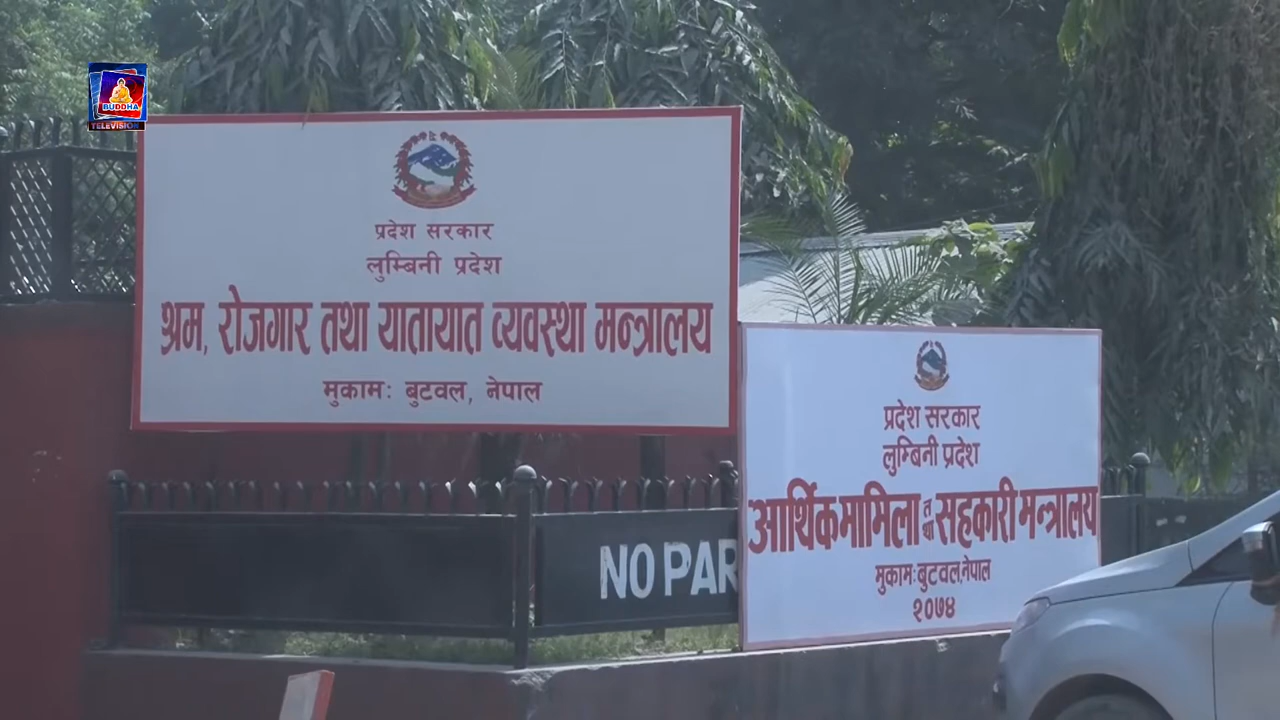 BUDDHA
TELEVISION
प्रदेश सरकार
लुम्बिनी प्रदेश
श्रम, रोजगार तथा यातायात व्यवस्था मन्त्रालय
मुकामः बुटवल, नेपाल
प्रदेश सरकार
लुम्बिनी प्रदेश
आर्थिक मामिला तथा सहकारी मन्त्रालय
मुकामः बुटवल, नेपाल
२०७४
NO PAR